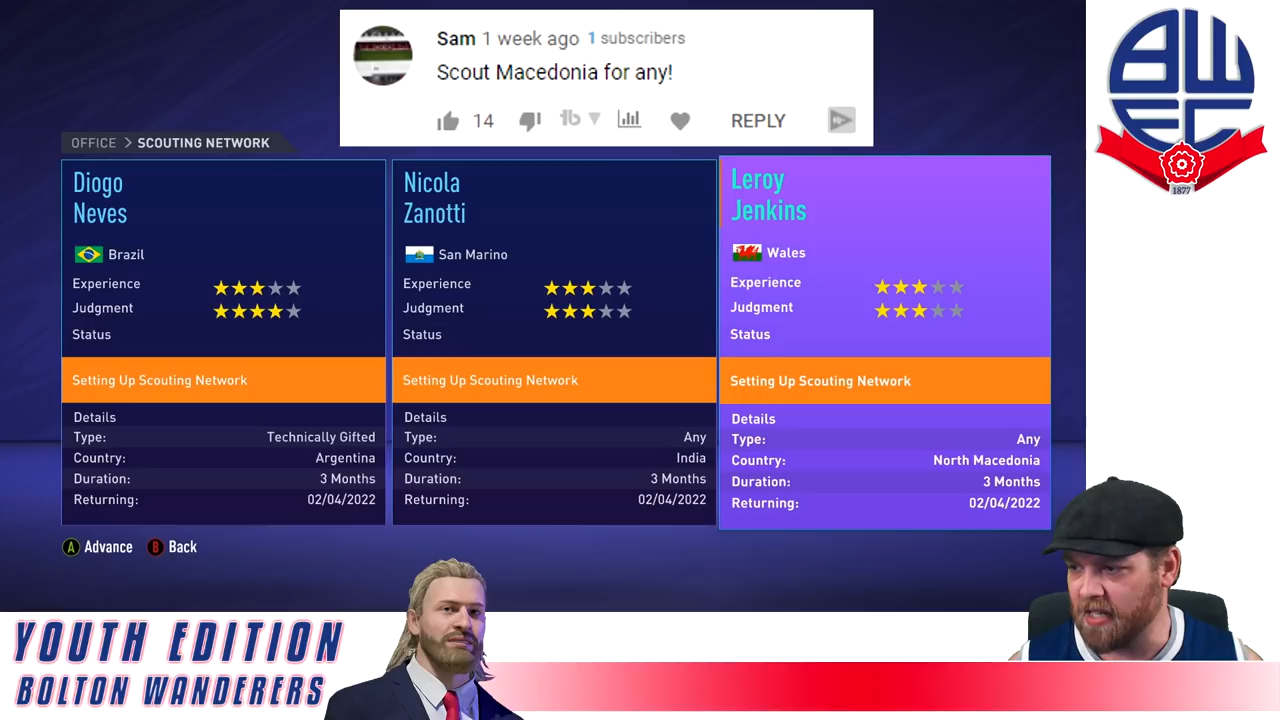 Sam 1 week ago 1 subscribers
Scout Macedonia for any!
14 REPLY
BWFC
1877
OFFICE > SCOUTING NETWORK
Diogo
Neves
Brazil
Experience
Judgment
Status
Setting Up Scouting Network
Details
Type: Technically Gifted
Country: Argentina
Duration: 3 Months
Returning: 02/04/2022
Nicola
Zanotti
San Marino
Experience
Judgment
Status
Setting Up Scouting Network
Details
Type: Any
Country: India
Duration: 3 Months
Returning: 02/04/2022
Leroy
Jenkins
Wales
Experience
Judgment
Status
Setting Up Scouting Network
Details
Type: Any
Country: North Macedonia
Duration: 3 Months
Returning: 02/04/2022
A Advance B Back
YOUTH EDITION
BOLTON WANDERERS